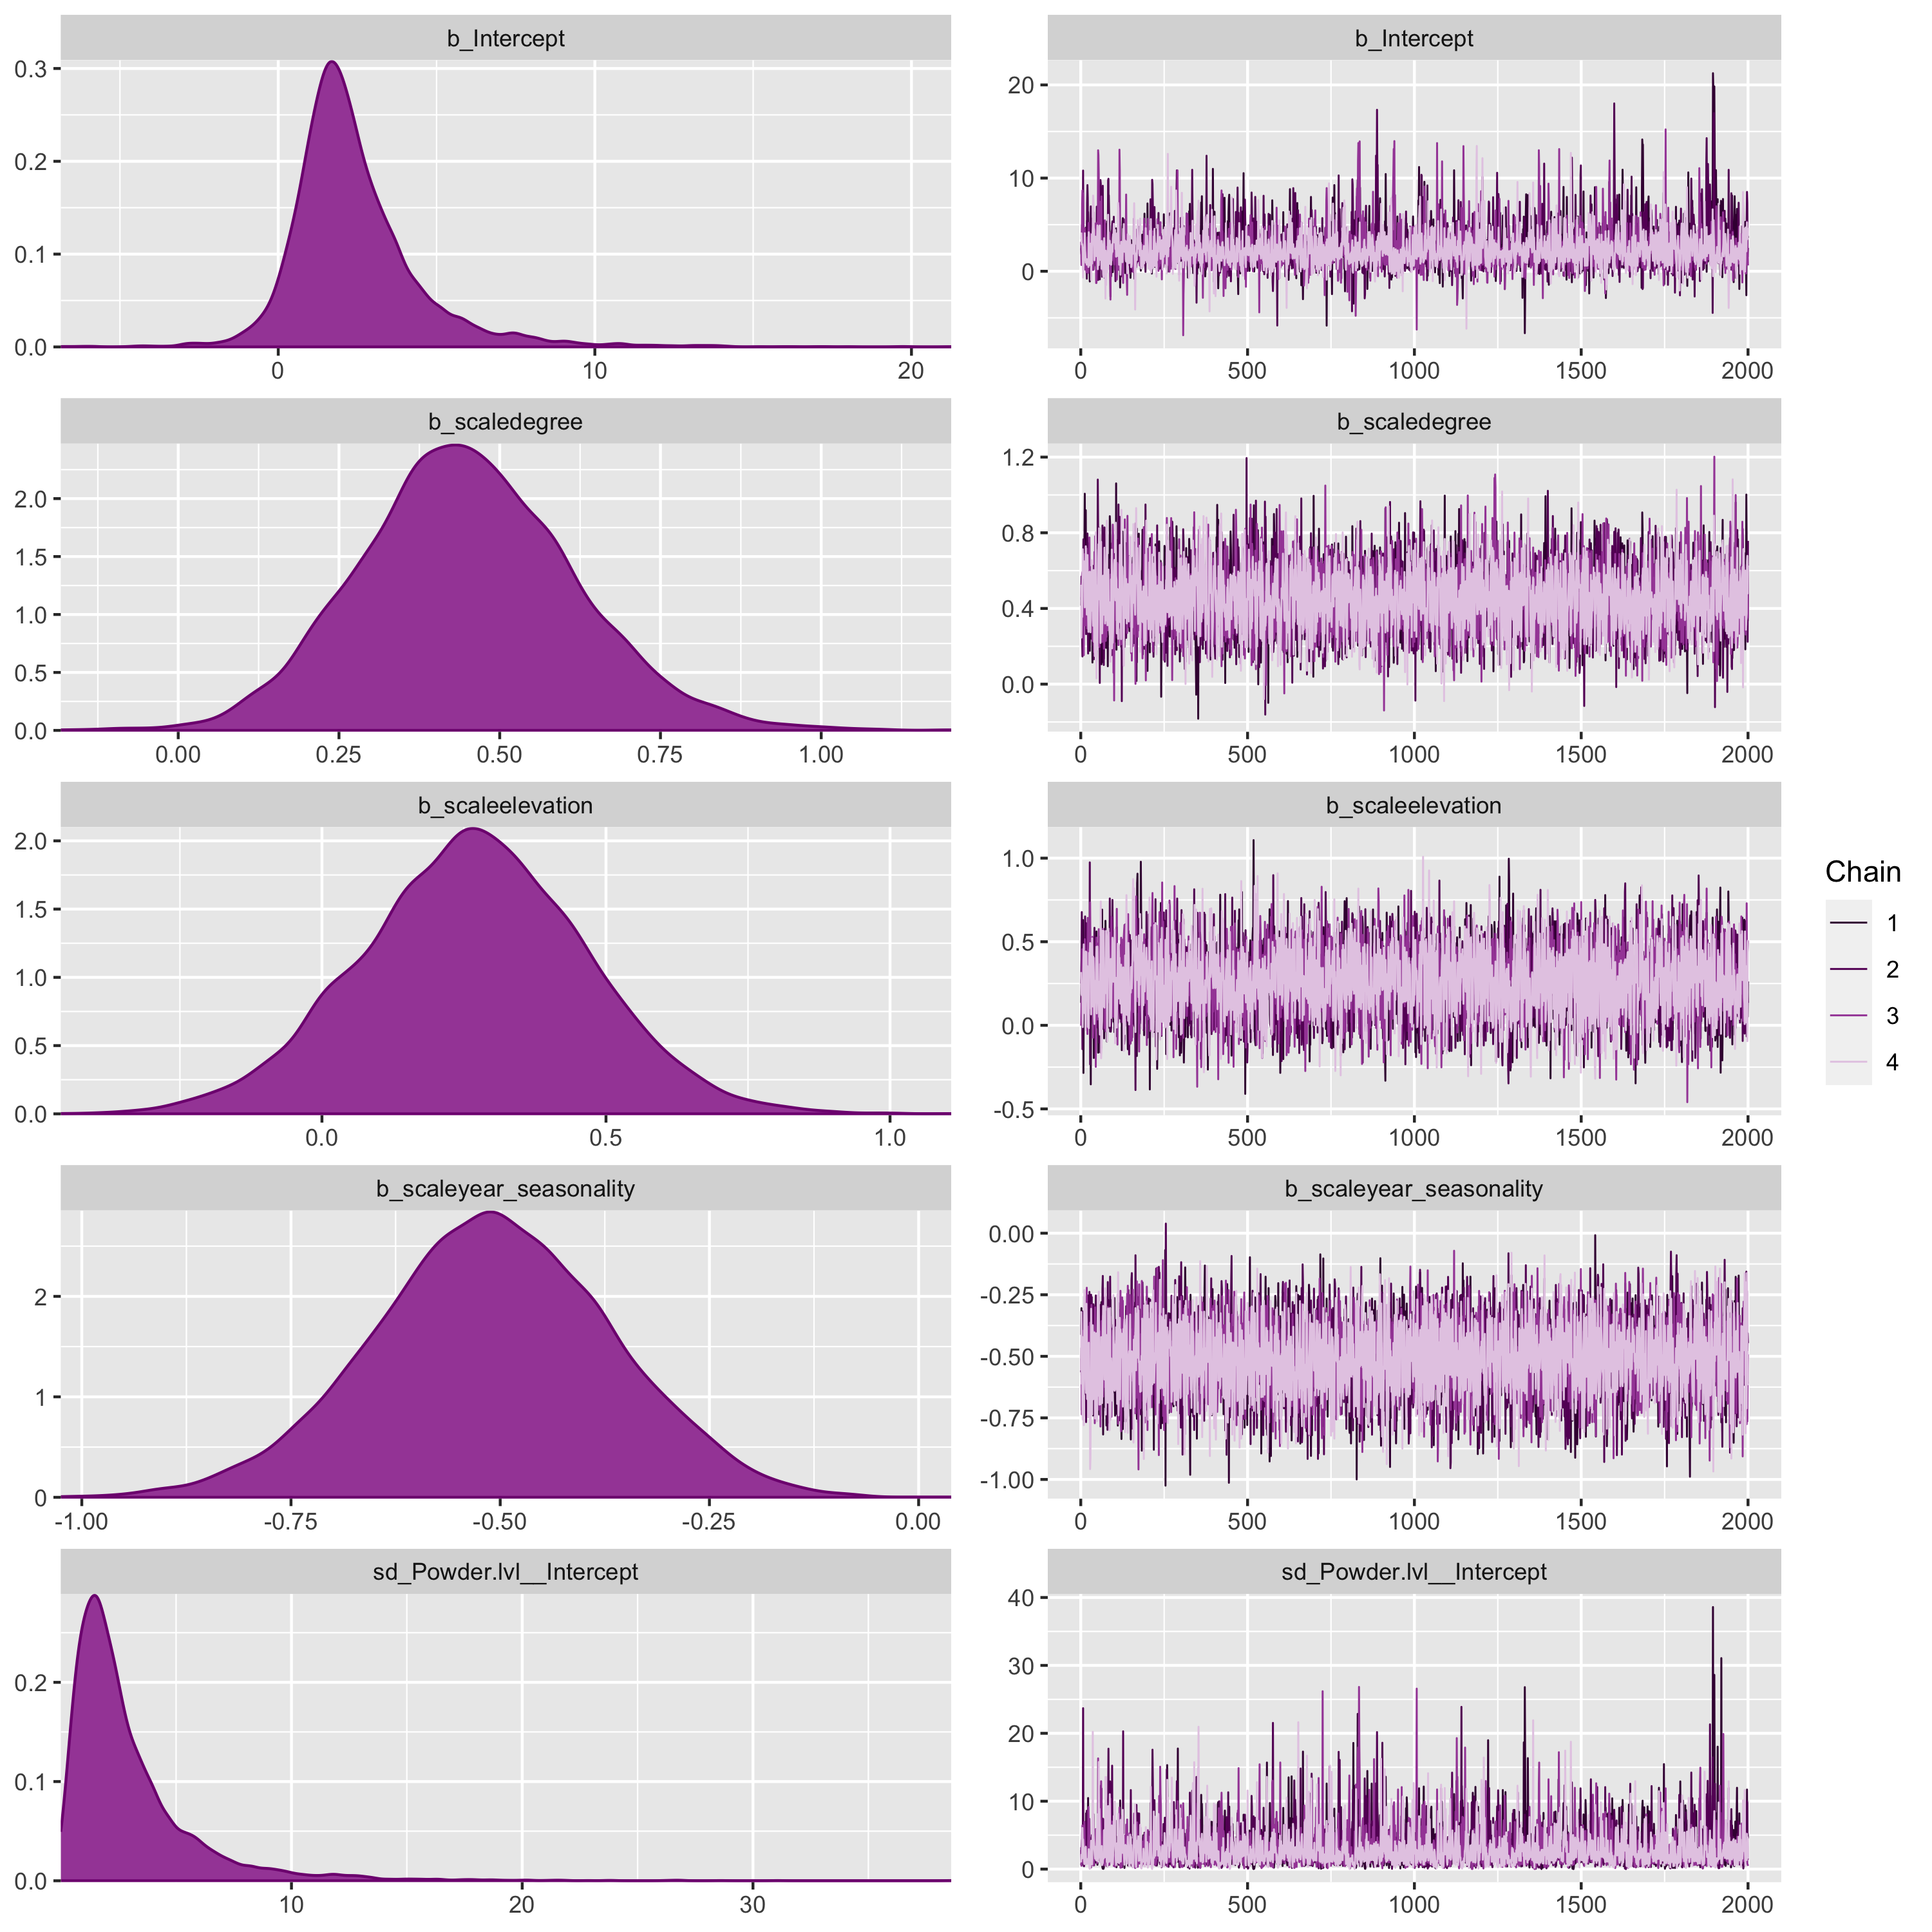 b_Intercept
0.3
0.2
0.1
0.0
0 10 20
b_Intercept
20
10
0
0 500 1000 1500 2000
b_scaledegree
2.0
1.5
1.0
0.5
0.0
0.00 0.25 0.50 0.75 1.00
b_scaledegree
1.2
0.8
0.4
0.0
0 500 1000 1500 2000
b_scaleelevation
2.0
1.5
1.0
0.5
0.0
0.0 0.5 1.0
b_scaleelevation
1.0
0.5
0.0
-0.5
0 500 1000 1500 2000
b_scaleyear_seasonality
2
1
0
-1.00 -0.75 -0.50 -0.25 0.00
b_scaleyear_seasonality
0.00
-0.25
-0.50
-0.75
-1.00
0 500 1000 1500 2000
sd_Powder.lvl__Intercept
0.2
0.1
0.0
10 20 30
sd_Powder.lvl__Intercept
40
30
20
10
0
0 500 1000 1500 2000
Chain
1
2
3
4